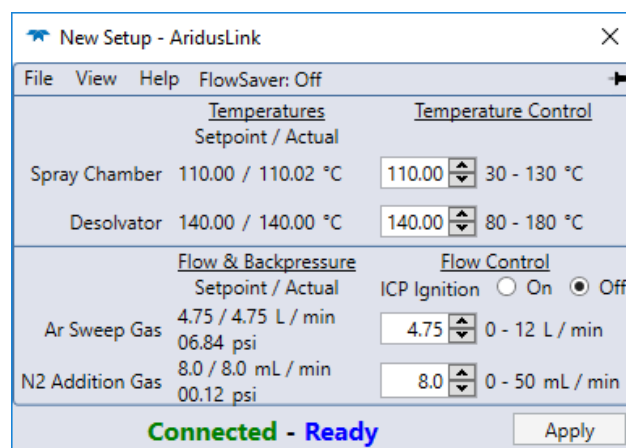 New Setup - AridusLink
File View Help FlowSaver: Off
Temperatures Temperature Control
Setpoint / Actual
Spray Chamber 110.00 / 110.02 °C 110.00 30 - 130 °C
Desolvator 140.00 / 140.00 °C 140.00 80 - 180 °C
Flow & Backpressure Flow Control
Setpoint / Actual ICP Ignition On Off
Ar Sweep Gas 4.75 / 4.75 L / min 4.75 0 - 12 L / min
06.84 psi
N2 Addition Gas 8.0 / 8.0 mL / min 8.0 0 - 50 mL / min
00.12 psi
Connected - Ready Apply